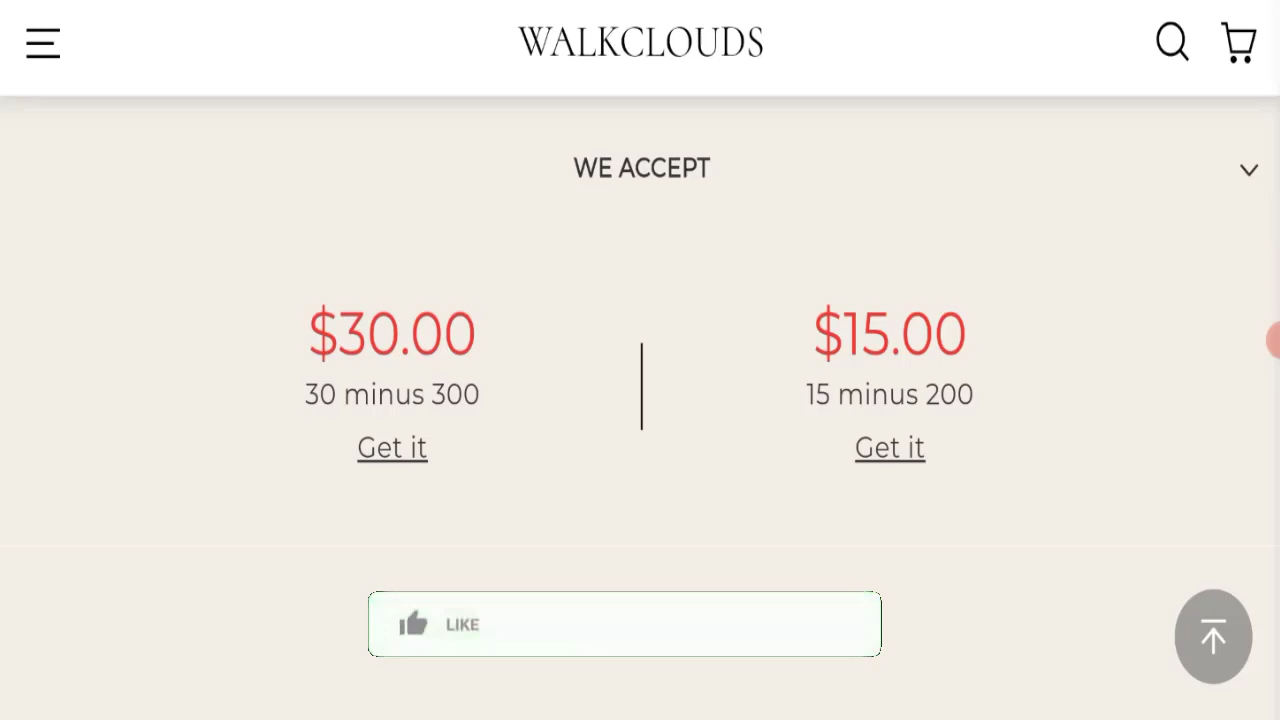 WALKCLOUDS
WE ACCEPT
$30.00
30 minus 300
Get it
$15.00
15 minus 200
Get it
LIKE